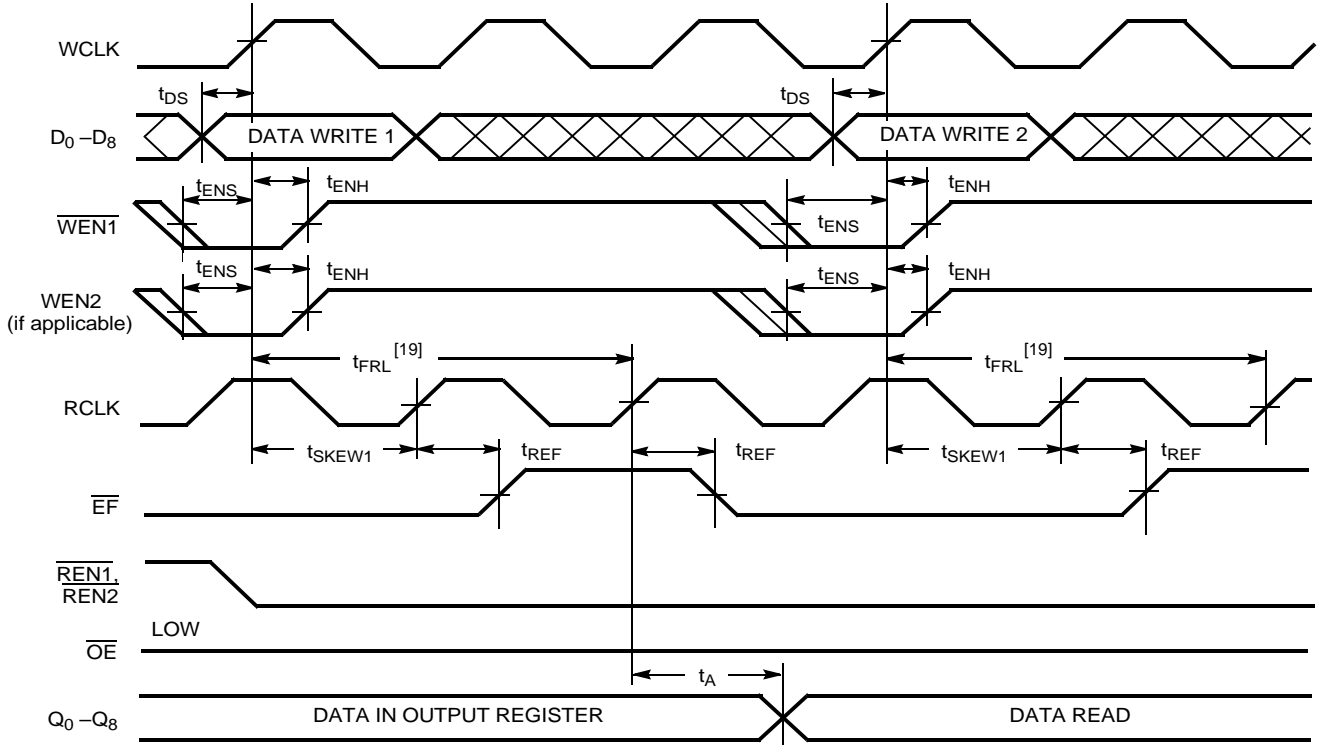 WCLK
tDS tDS
D0 –D8 DATA WRITE 1 DATA WRITE 2
tENS tENH tENH
WEN1 tENS
tENS tENH tENS tENH
WEN2
(if applicable)
tFRL [19] tFRL [19]
RCLK
tSKEW1 tREF tREF tSKEW1 tREF
EF
REN1,
REN2
LOW
OE
tA
Q0 –Q8 DATA IN OUTPUT REGISTER DATA READ